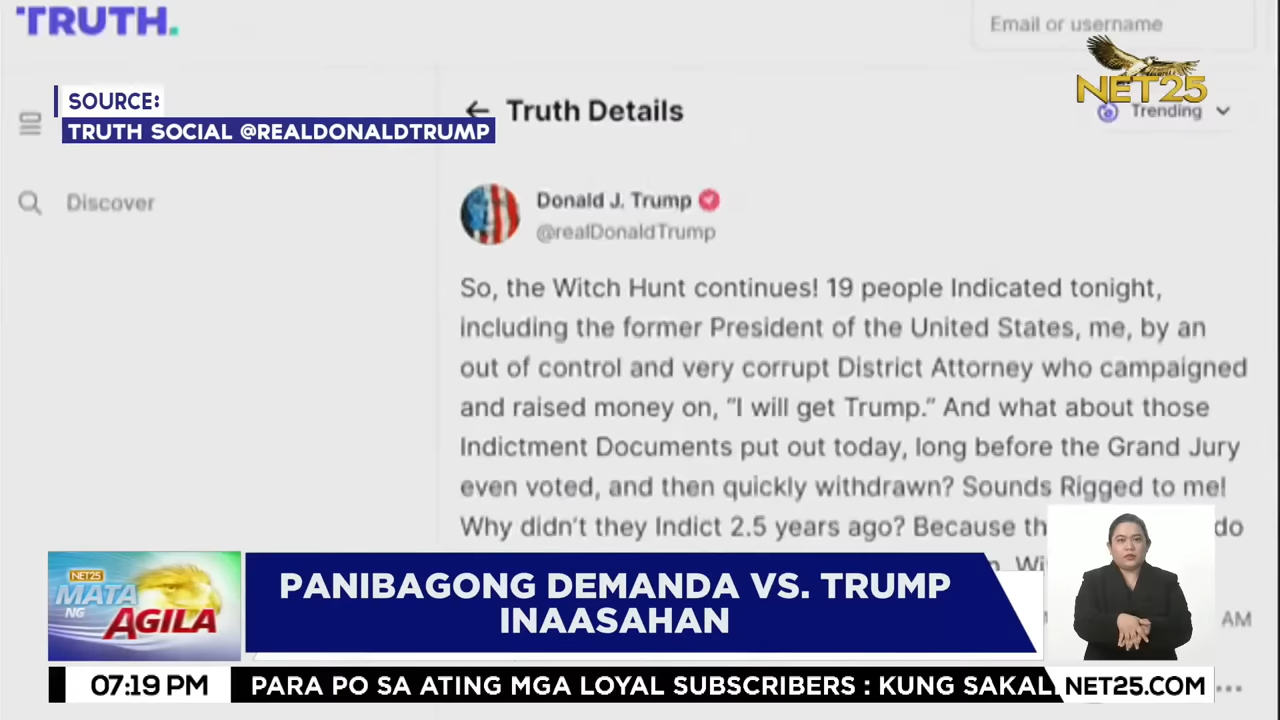 TRUTH.
Email or username
NET25
SOURCE:
TRUTH SOCIAL @REALDONALDTRUMP
Truth Details
Trending
Discover
Donald J. Trump
@realDonaldTrump
So, the Witch Hunt continues! 19 people Indicated tonight,
including the former President of the United States, me, by an
out of control and very corrupt District Attorney who campaigned
and raised money on, “I will get Trump.” And what about those
Indictment Documents put out today, long before the Grand Jury
even voted, and then quickly withdrawn? Sounds Rigged to me!
Why didn’t they Indict 2.5 years ago? Because do
NET25
MATA
NG
AGILA
PANIBAGONG DEMANDA VS. TRUMP
INAASAHAN
AM
07:19 PM
PARA PO SA ATING MGA LOYAL SUBSCRIBERS : KUNG
NET25.COM